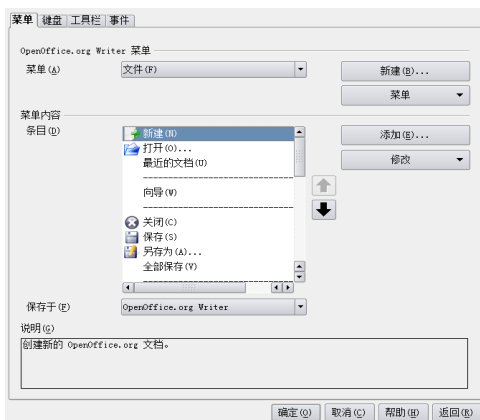 菜单 键盘 工具栏 事件
OpenOffice.org Writer 菜单
菜单(A) 文件(F) 新建(B)...
菜单
菜单内容
条目(D) 新建(N) 添加(E)...
打开(O)...
最近的文档(U) 修改
向导(W)
关闭(C)
保存(S)
另存为(A)...
全部保存(V)
保存于(F) OpenOffice.org Writer
说明(G)
创建新的 OpenOffice.org 文档。
确定(O) 取消(C) 帮助(H) 返回(R)